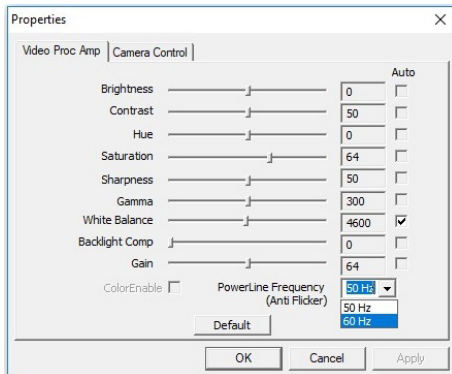 Properties
Video Proc Amp Camera Control
Auto
Brightness 0
Contrast 50
Hue 0
Saturation 64
Sharpness 50
Gamma 300
White Balance 4600
Backlight Comp 0
Gain 64
ColorEnable PowerLine Frequency 50 Hz
(Anti Flicker)
50 Hz
60 Hz
Default
OK Cancel Apply